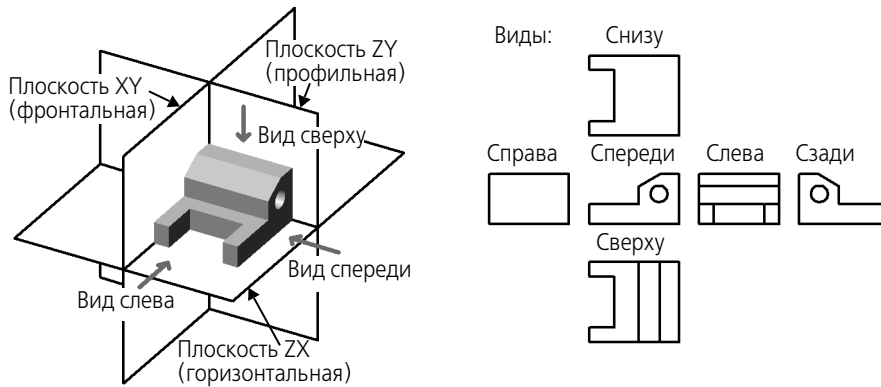 Плоскость XY
(фронтальная)
Плоскость ZY
(профильная)
Вид сверху
Вид спереди
Вид слева
Плоскость ZX
(горизонтальная)
Виды:
Снизу
Справа
Спереди
Слева
Сзади
Сверху